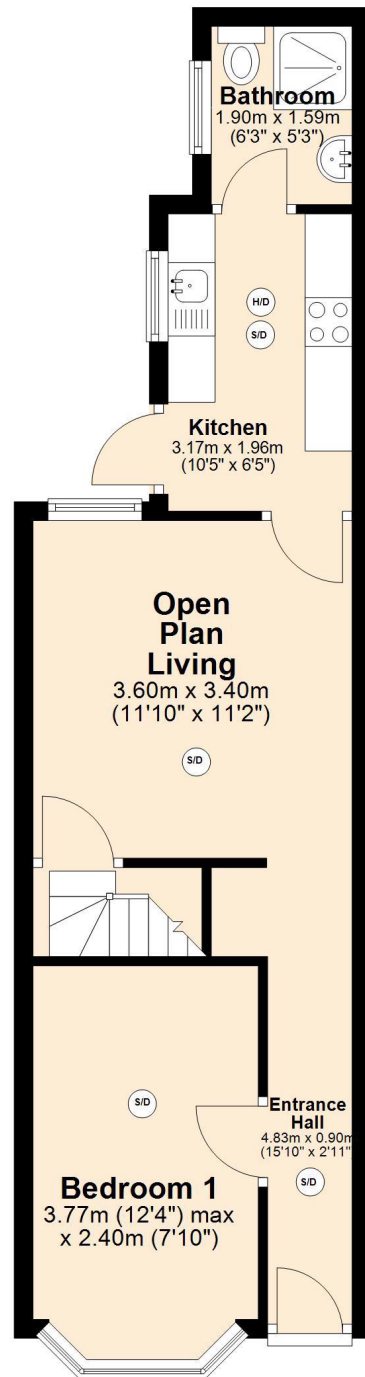 Bathroom
1.90m x 1.59m
(6'3" x 5'3")
H/D
S/D
Kitchen
3.17m x 1.96m
(10'5" x 6'5")
Open
Plan
Living
3.60m x 3.40m
(11'10" x 11'2")
S/D
S/D
Bedroom 1
3.77m (12'4") max
x 2.40m (7'10")
Entrance
Hall
4.83m x 0.90m
(15'10" x 2'11")
S/D